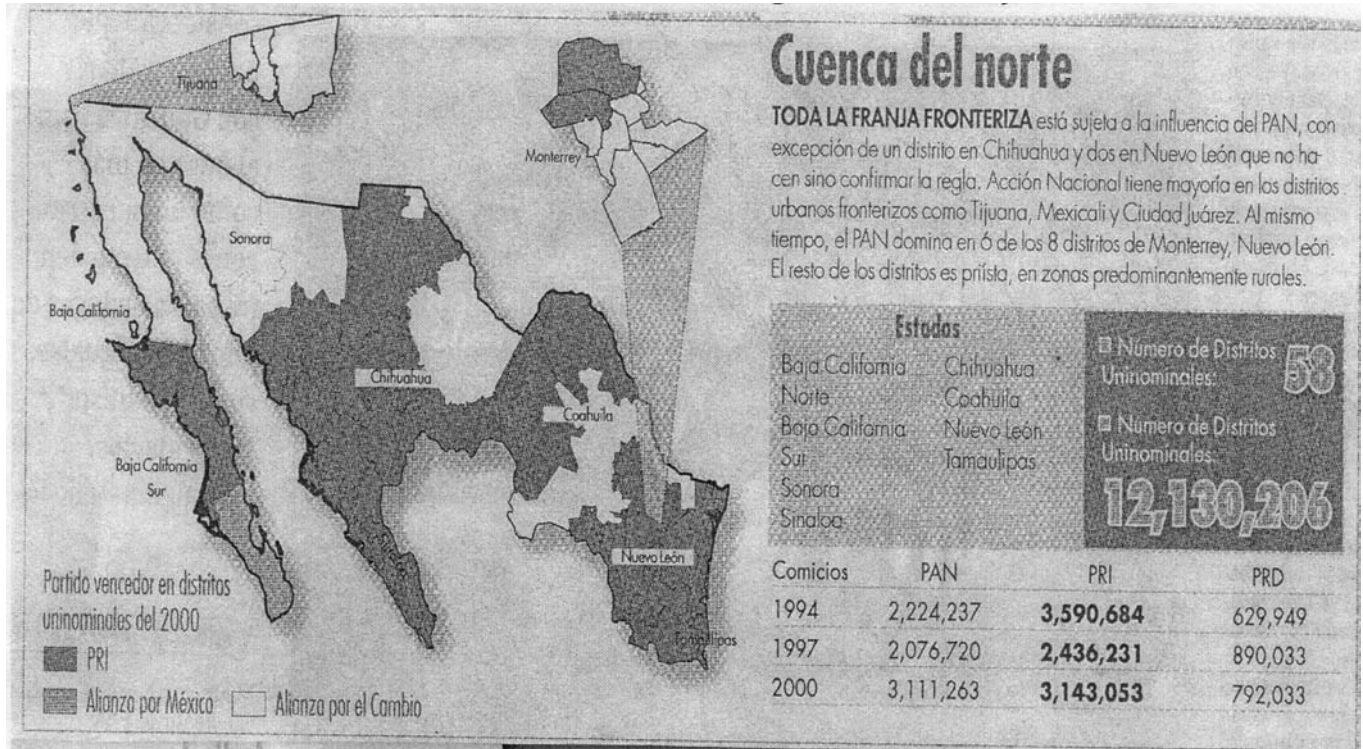 Cuenca del norte
TODA LA FRANJA FRONTERIZA está sujeta a la influencia del PAN, con
excepción de un distrito en Chihuahua y dos en Nuevo León que no ha-
cen sino confirmar la regla. Acción Nacional tiene mayoría en los distritos
urbanos fronterizos como Tijuana, Mexicali y Ciudad Juárez. Al mismo
tiempo, el PAN domina en 6 de los 8 distritos de Monterrey, Nuevo León.
El resto de los distritos es priísta, en zonas predominantemente rurales.
Tijuana
Monterrey
Sonora
Baja California
Chihuahua
Coahuila
Baja California
Sur
Nuevo León
Tamaulipas
Partido vencedor en distritos
uninominales del 2000
PRI
Alianza por México
Alianza por el Cambio
Estados
Baja California
Norte
Baja California
Sur
Sonora
Sinaloa
Chihuahua
Coahuila
Nuevo León
Tamaulipas
Número de Distritos
Uninominales:
58
Número de Distritos
Uninominales:
12,130,206
Comicios PAN PRI PRD
1994 2,224,237 3,590,684 629,949
1997 2,076,720 2,436,231 890,033
2000 3,111,263 3,143,053 792,033